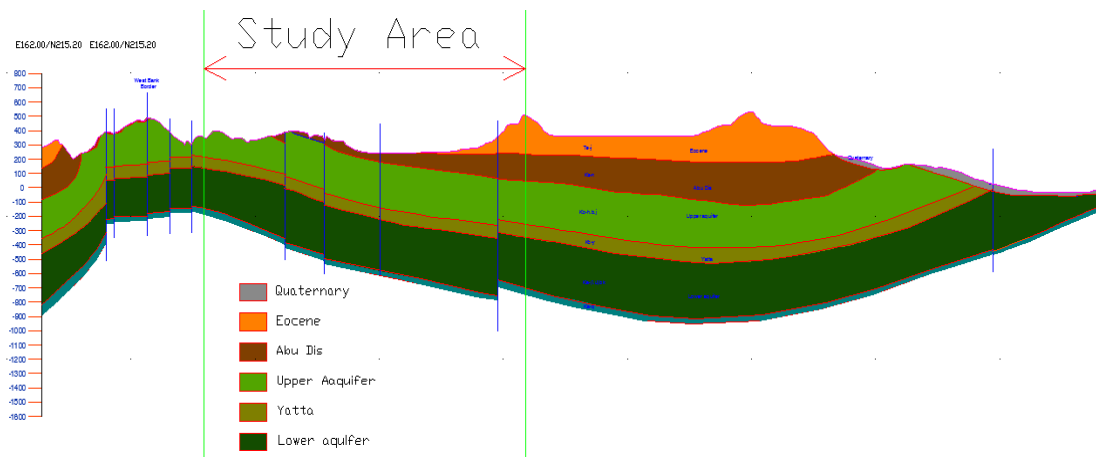 Study Area
E162.00/N215.20 E162.00/N215.20
West Bank
Border
800
700
600
500
400
300
200
100
0
-100
-200
-300
-400
-500
-600
-700
-800
-900
-1000
-1100
-1200
-1300
-1400
-1500
-1600
Eocene
Quaternary
Abu Dis
Upper aquifer
Yatta
Quaternary
Eocene
Abu Dis
Upper Aaquifer
Yatta
Lower aquifer